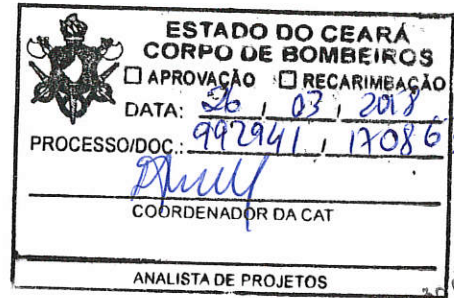 ESTADO DO CEARÁ
CORPO DE BOMBEIROS
☐ APROVAÇÃO ☐ RECARIMBAÇÃO
DATA: 26 / 03 / 2018
PROCESSO/DOC.: 992941 / 17086
COORDENADOR DA CAT
ANALISTA DE PROJETOS